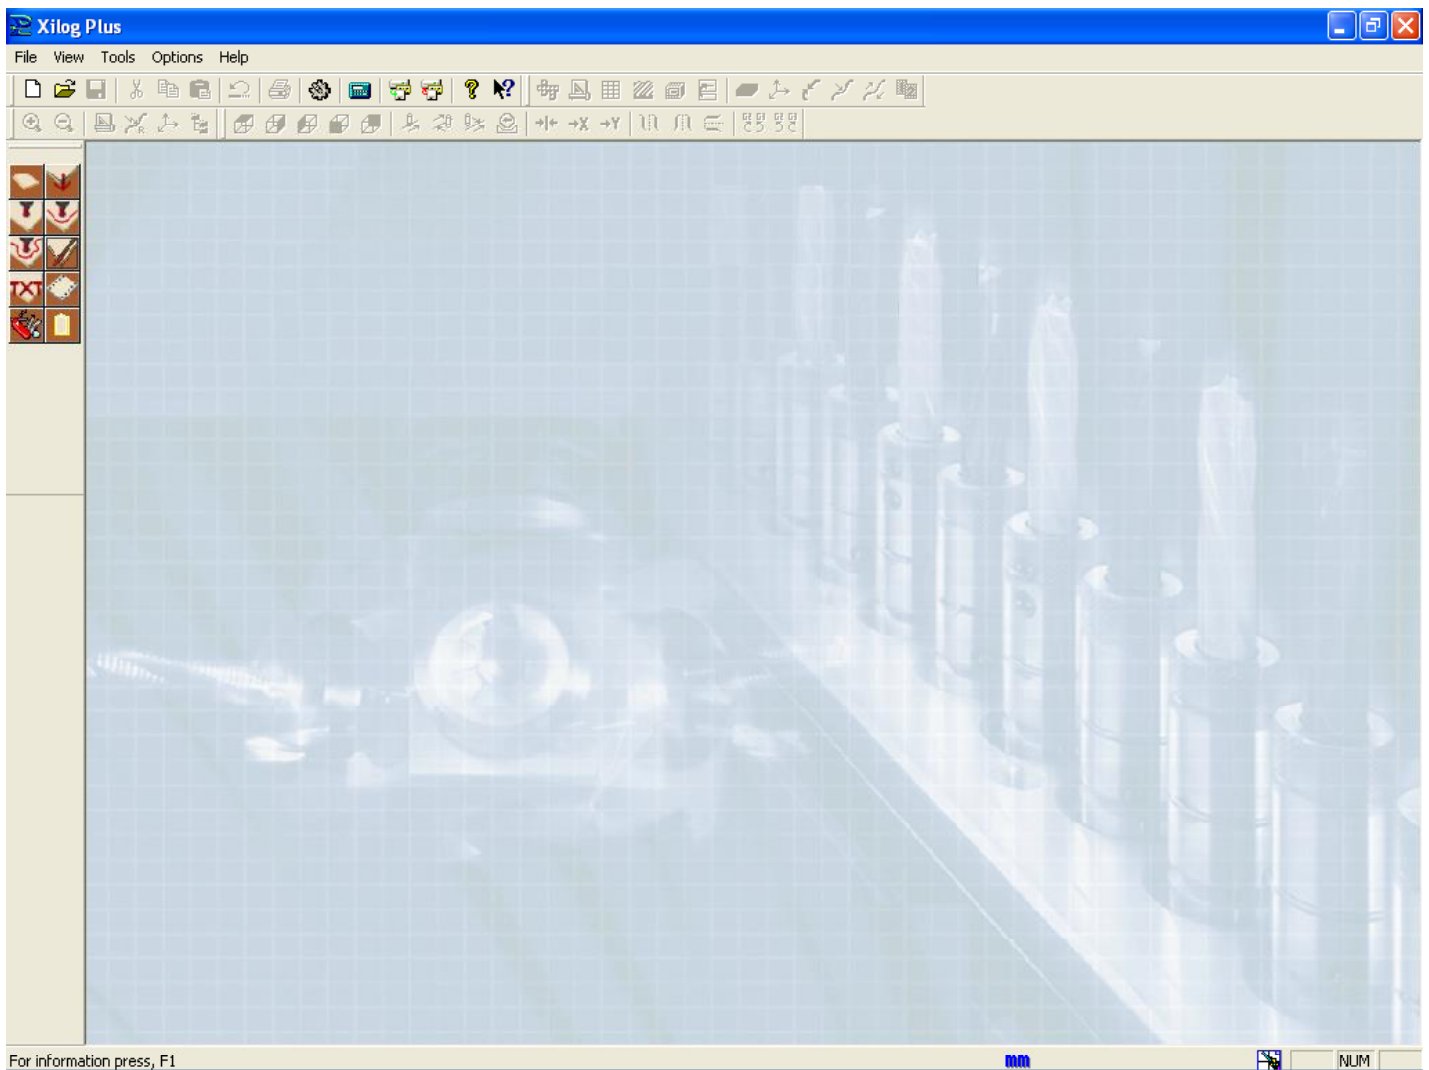 Xilog Plus
File View Tools Options Help
TXT
For information press, F1
mm
NUM